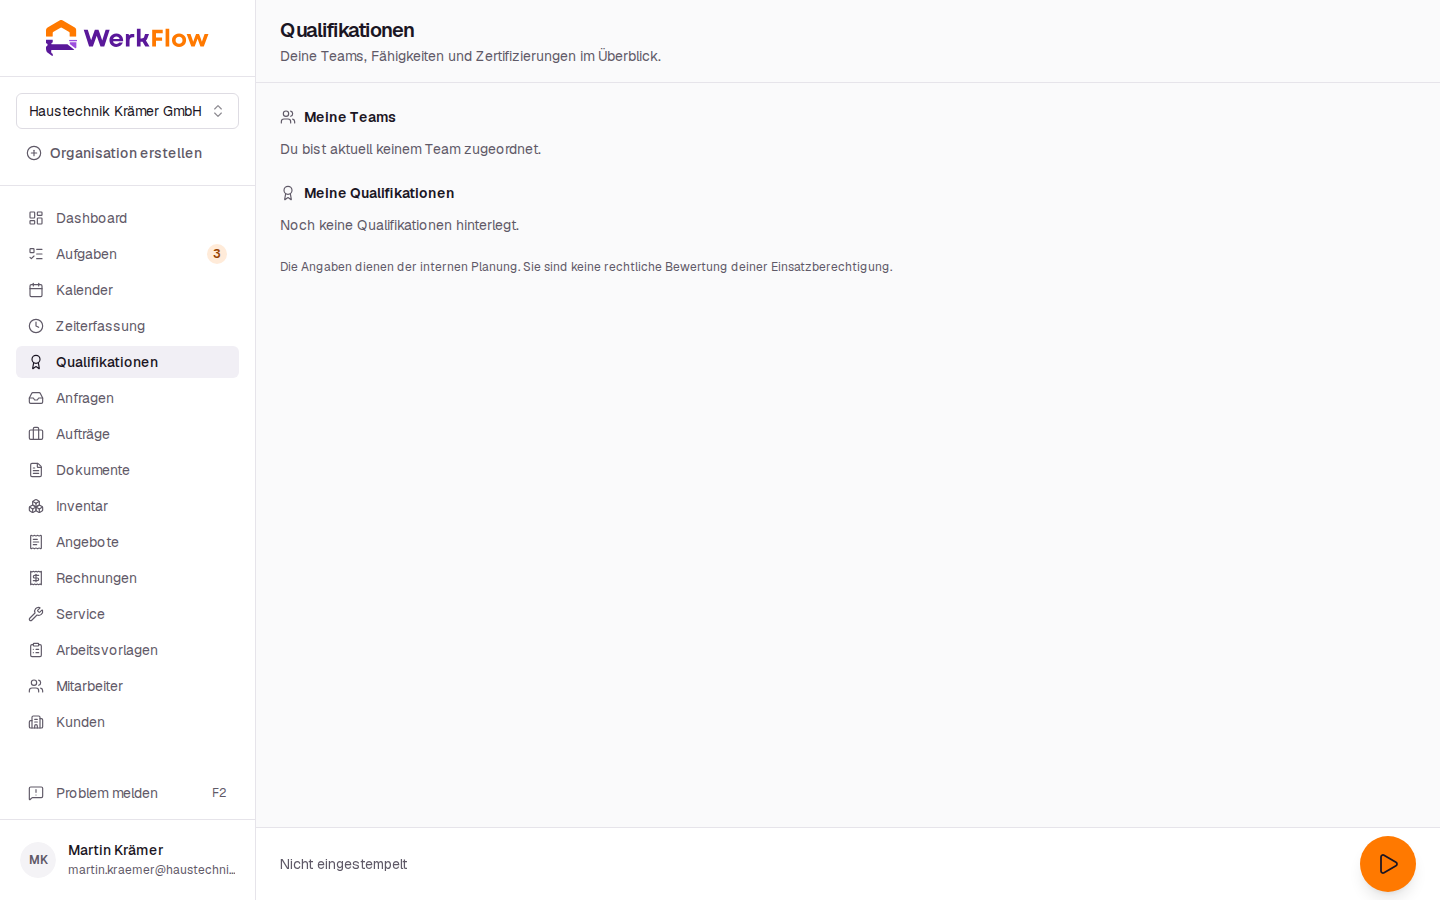 WerkFlow
Haustechnik Krämer GmbH
Organisation erstellen
Dashboard
Aufgaben 3
Kalender
Zeiterfassung
Qualifikationen
Anfragen
Aufträge
Dokumente
Inventar
Angebote
Rechnungen
Service
Arbeitsvorlagen
Mitarbeiter
Kunden
Problem melden F2
MK
Martin Krämer
martin.kraemer@haustechni...
Qualifikationen
Deine Teams, Fähigkeiten und Zertifizierungen im Überblick.
Meine Teams
Du bist aktuell keinem Team zugeordnet.
Meine Qualifikationen
Noch keine Qualifikationen hinterlegt.
Die Angaben dienen der internen Planung. Sie sind keine rechtliche Bewertung deiner Einsatzberechtigung.
Nicht eingestempelt